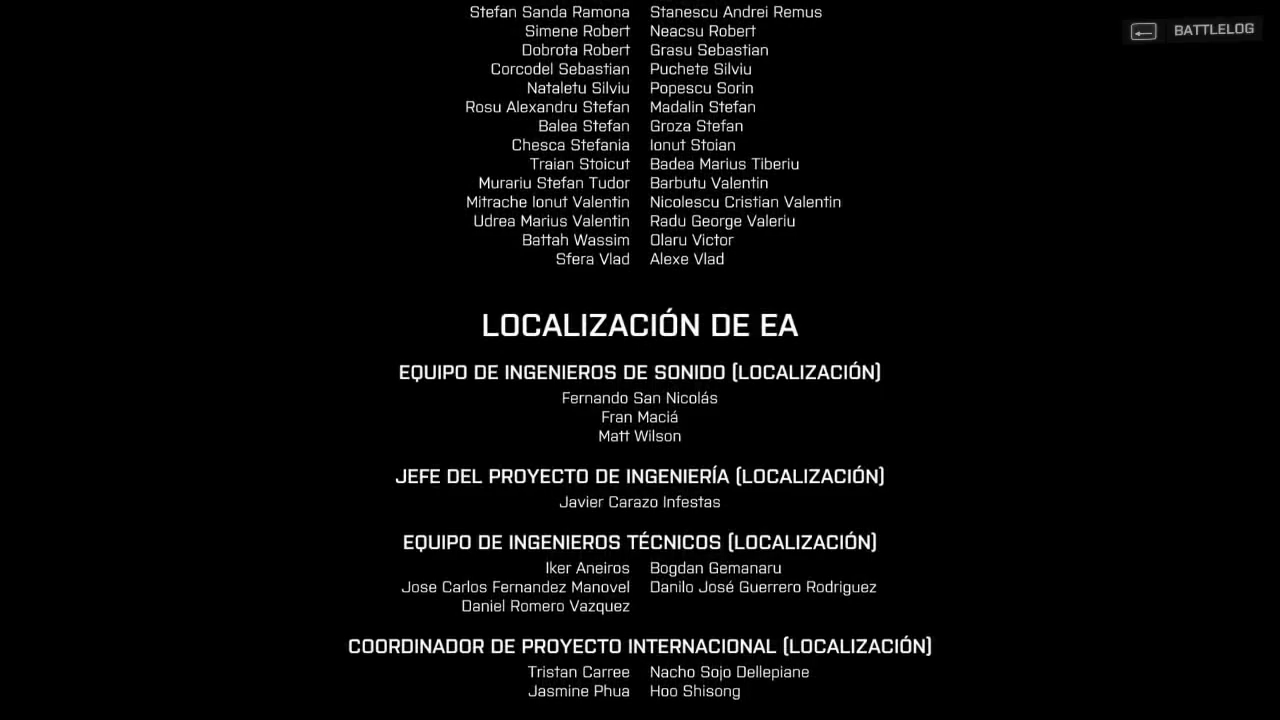 Stefan Sanda Ramona Stanescu Andrei Remus
Simene Robert Neacsu Robert
Dobrota Robert Grasu Sebastian
Corcodel Sebastian Puchete Silviu
Nataletu Silviu Popescu Sorin
Rosu Alexandru Stefan Madalin Stefan
Balea Stefan Groza Stefan
Chesca Stefania Ionut Stoian
Traian Stoicut Badea Marius Tiberiu
Murariu Stefan Tudor Barbutu Valentin
Mitrache Ionut Valentin Nicolescu Cristian Valentin
Udrea Marius Valentin Radu George Valeriu
Battah Wassim Olaru Victor
Sfera Vlad Alexe Vlad
BATTLELOG
LOCALIZACIÓN DE EA
EQUIPO DE INGENIEROS DE SONIDO (LOCALIZACIÓN)
Fernando San Nicolás
Fran Maciá
Matt Wilson
JEFE DEL PROYECTO DE INGENIERÍA (LOCALIZACIÓN)
Javier Carazo Infestas
EQUIPO DE INGENIEROS TÉCNICOS (LOCALIZACIÓN)
Iker Aneiros Bogdan Gemanaru
Jose Carlos Fernandez Manovel Danilo José Guerrero Rodriguez
Daniel Romero Vazquez
COORDINADOR DE PROYECTO INTERNACIONAL (LOCALIZACIÓN)
Tristan Carree Nacho Sojo Dellepiane
Jasmine Phua Hoo Shisong